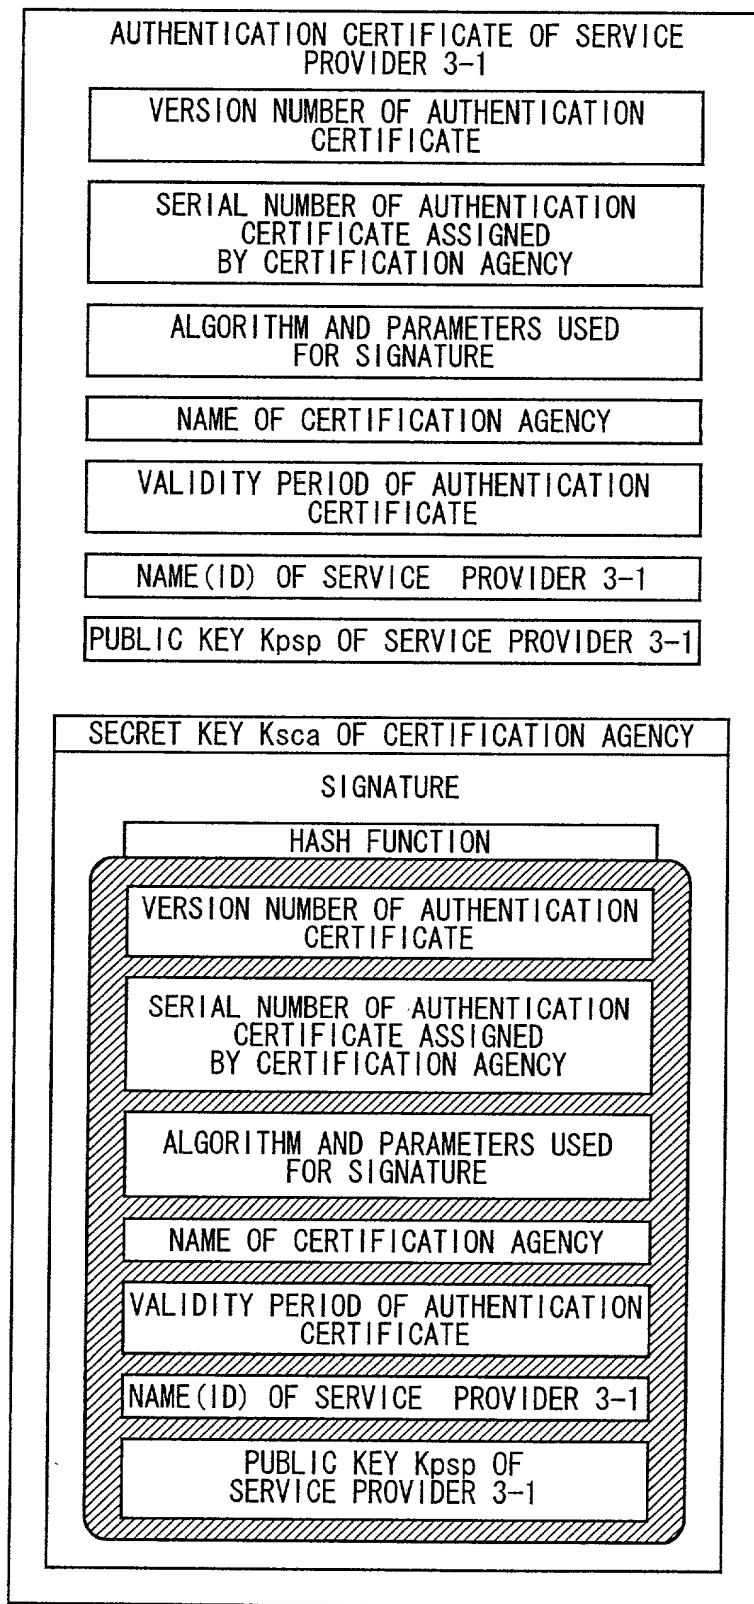 AUTHENTICATION CERTIFICATE OF SERVICE
PROVIDER 3-1
VERSION NUMBER OF AUTHENTICATION
CERTIFICATE
SERIAL NUMBER OF AUTHENTICATION
CERTIFICATE ASSIGNED
BY CERTIFICATION AGENCY
ALGORITHM AND PARAMETERS USED
FOR SIGNATURE
NAME OF CERTIFICATION AGENCY
VALIDITY PERIOD OF AUTHENTICATION
CERTIFICATE
NAME(ID) OF SERVICE PROVIDER 3-1
PUBLIC KEY Kpsp OF SERVICE PROVIDER 3-1
SECRET KEY Ksca OF CERTIFICATION AGENCY
SIGNATURE
HASH FUNCTION
VERSION NUMBER OF AUTHENTICATION
CERTIFICATE
SERIAL NUMBER OF AUTHENTICATION
CERTIFICATE ASSIGNED
BY CERTIFICATION AGENCY
ALGORITHM AND PARAMETERS USED
FOR SIGNATURE
NAME OF CERTIFICATION AGENCY
VALIDITY PERIOD OF AUTHENTICATION
CERTIFICATE
NAME(ID) OF SERVICE PROVIDER 3-1
PUBLIC KEY Kpsp OF
SERVICE PROVIDER 3-1